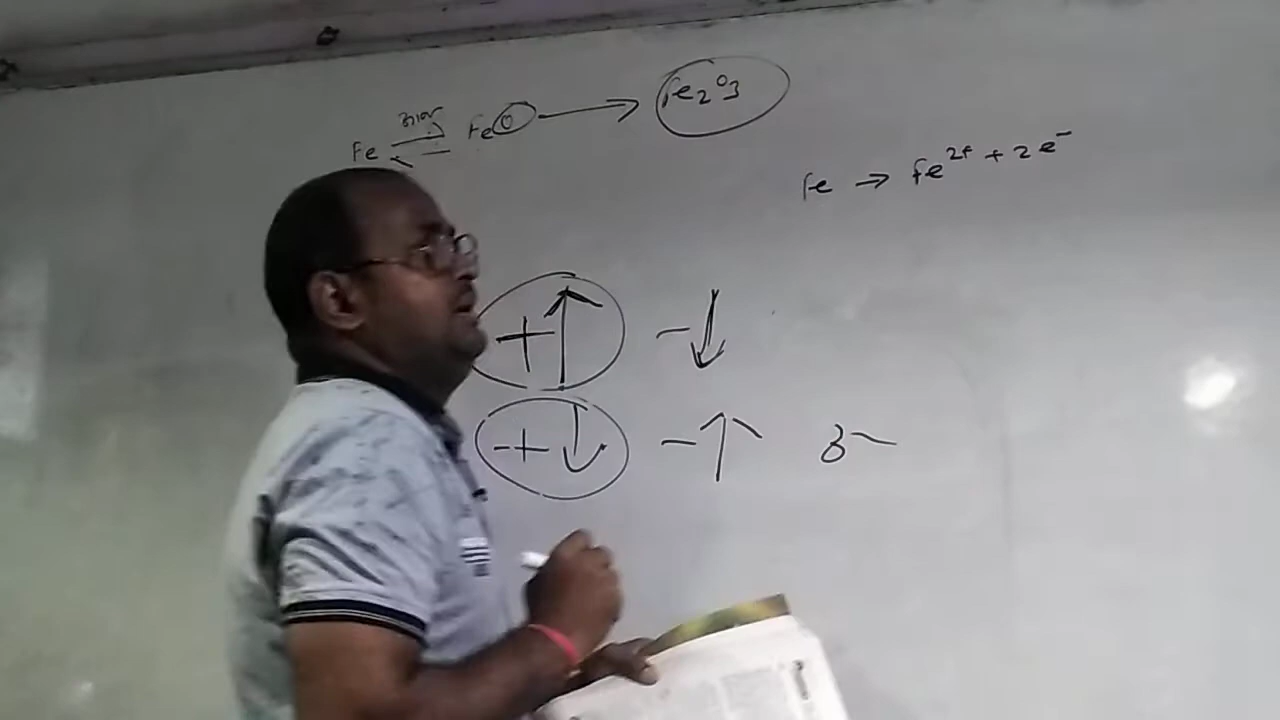 Fe ⇌ FeO → Fe₂O₃
Fe → Fe²⁺ + 2e⁻
+↑ -↓
+↓ -↑